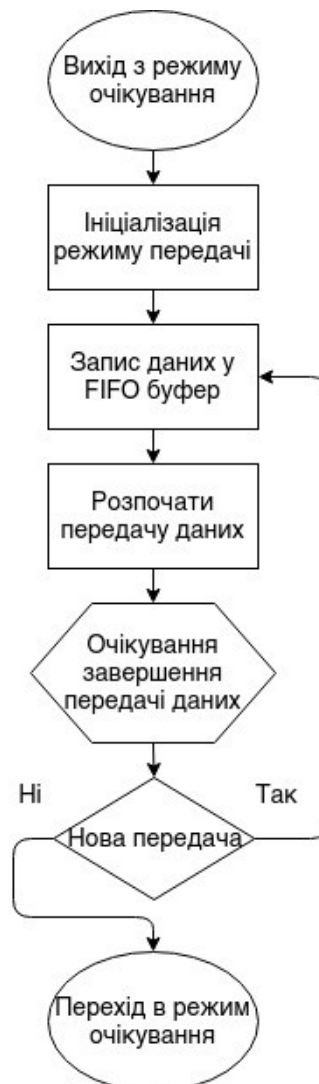 Вихід з режиму
очікування
Ініціалізація
режиму передачі
Запис даних у
FIFO буфер
Розпочати
передачу даних
Очікування
завершення
передачі даних
Ні
Так
Нова передача
Перехід в режим
очікування